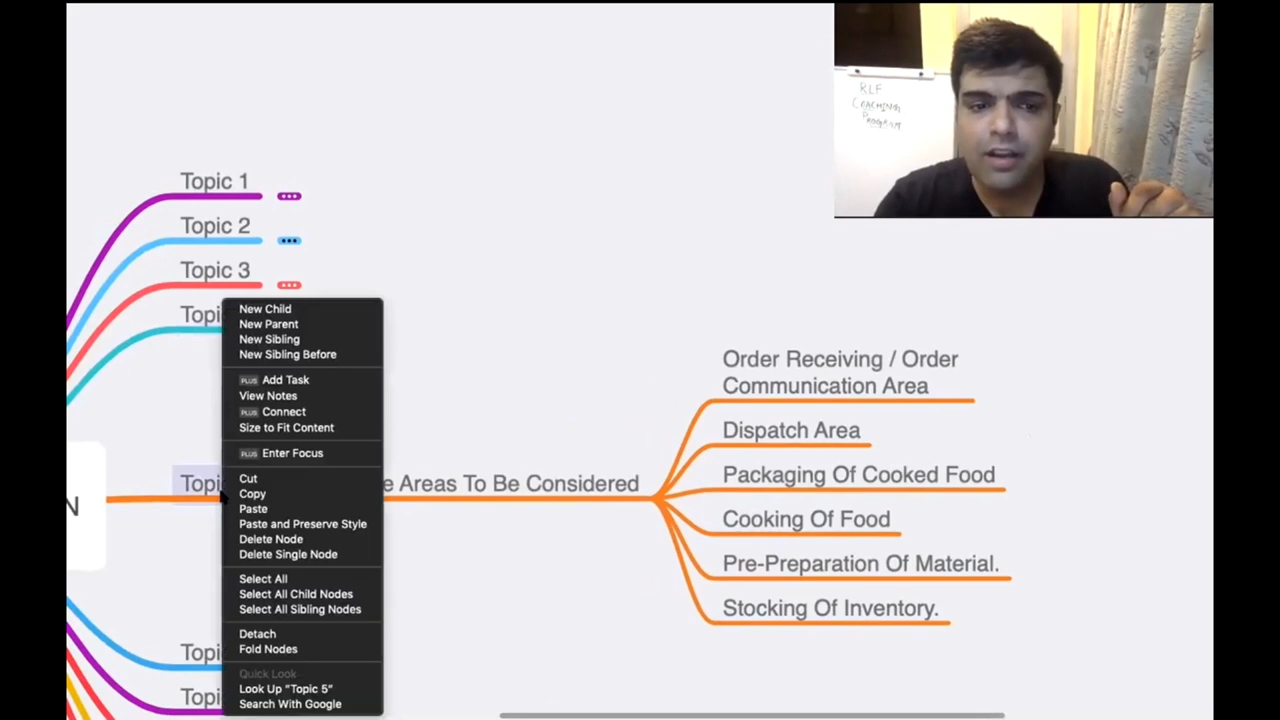 RLF
COACHING
PROGRAM
Topic 1
Topic 2
Topic 3
Topi
New Child
New Parent
New Sibling
New Sibling Before
PLUS Add Task
View Notes
PLUS Connect
Size to Fit Content
PLUS Enter Focus
Cut
Copy
Paste
Paste and Preserve Style
Delete Node
Delete Single Node
Select All
Select All Child Nodes
Select All Sibling Nodes
Detach
Fold Nodes
Quick Look
Look Up "Topic 5"
Search With Google
N
Topi
e Areas To Be Considered
Order Receiving / Order
Communication Area
Dispatch Area
Packaging Of Cooked Food
Cooking Of Food
Pre-Preparation Of Material.
Stocking Of Inventory.
Topi
Topi